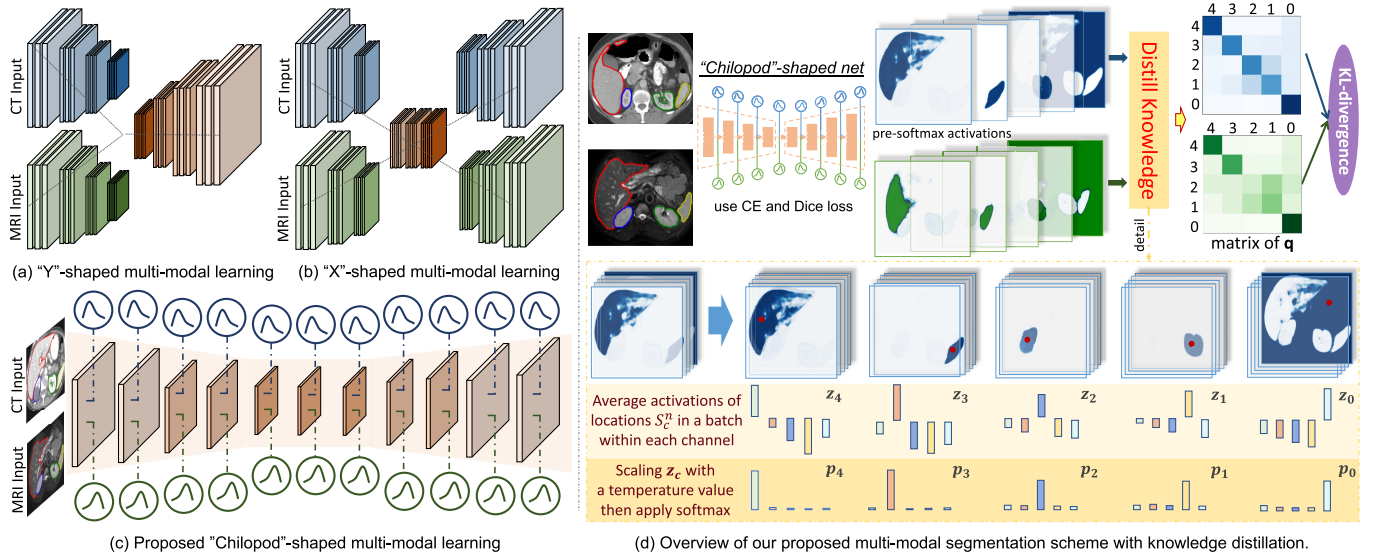 CT Input
MRI Input
(a) “Y”-shaped multi-modal learning
CT Input
MRI Input
(b) “X”-shaped multi-modal learning
CT Input
MRI Input
(c) Proposed ”Chilopod”-shaped multi-modal learning
“Chilopod”-shaped net
use CE and Dice loss
pre-softmax activations
Distill Knowledge
detail
4 3 2 1 0
4
3
2
1
0
4 3 2 1 0
4
3
2
1
0
matrix of q
KL-divergence
Average activations of
locations $S_c^n$ in a batch
within each channel
z₄ z₃ z₂ z₁ z₀
Scaling z_c with
a temperature value
then apply softmax
p₄ p₃ p₂ p₁ p₀
(d) Overview of our proposed multi-modal segmentation scheme with knowledge distillation.